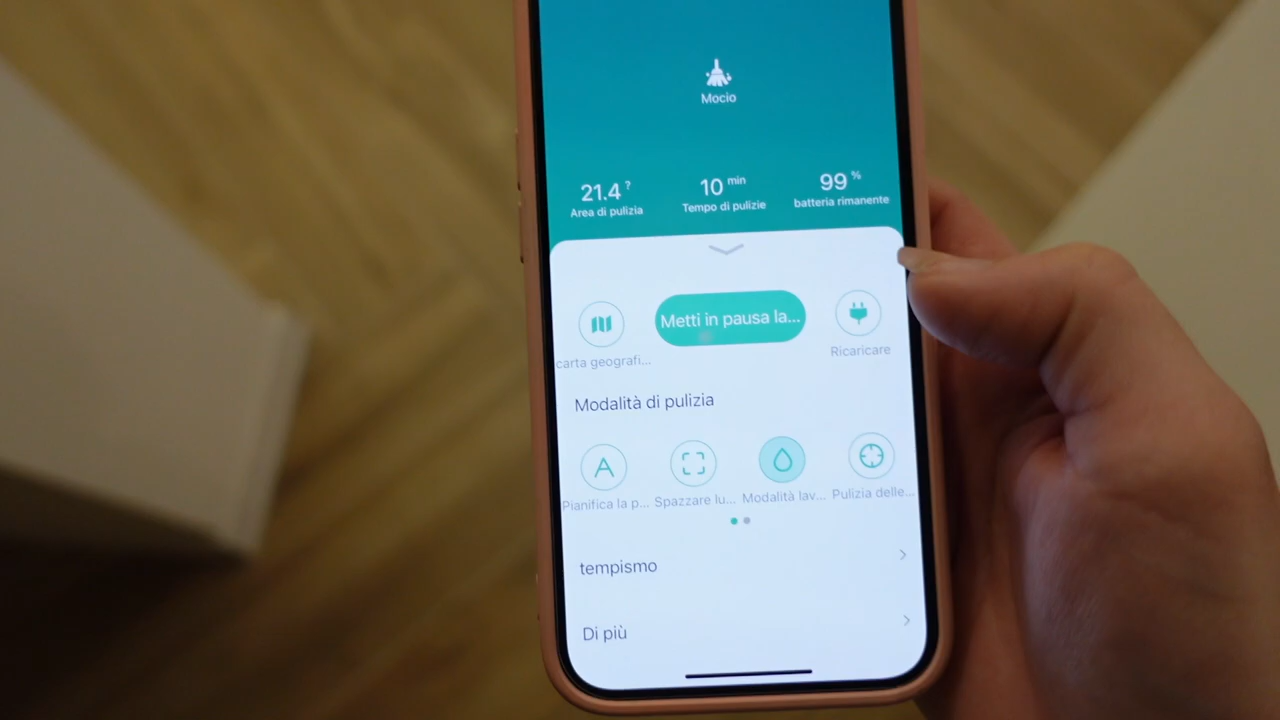 Mocio
21.4 ?
10 min
99 %
Area di pulizia
Tempo di pulizie
batteria rimanente
Metti in pausa la...
carta geografi...
Ricaricare
Modalità di pulizia
Pianifica la p...
Spazzare lu...
Modalità lav...
Pulizia delle...
tempismo
Di più